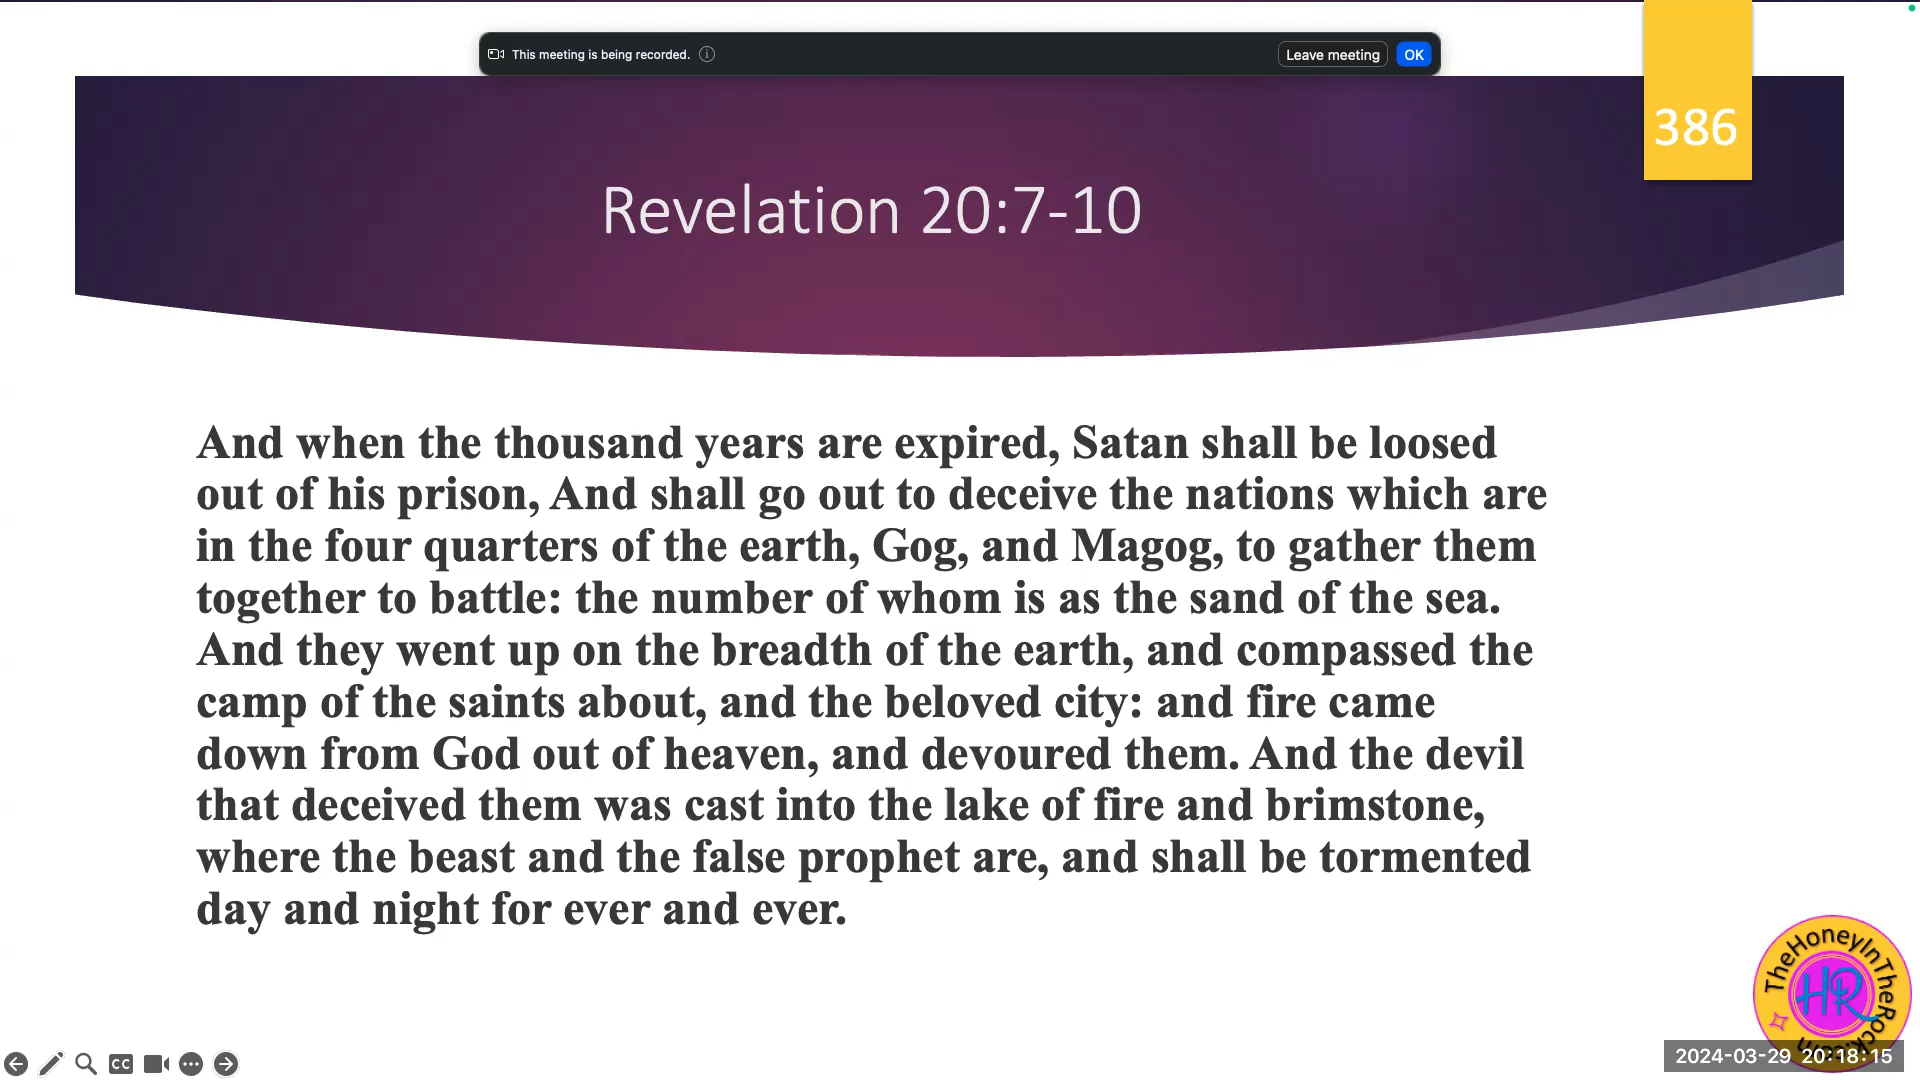 This meeting is being recorded.
Leave meeting
OK
386
Revelation 20:7-10
And when the thousand years are expired, Satan shall be loosed
out of his prison, And shall go out to deceive the nations which are
in the four quarters of the earth, Gog, and Magog, to gather them
together to battle: the number of whom is as the sand of the sea.
And they went up on the breadth of the earth, and compassed the
camp of the saints about, and the beloved city: and fire came
down from God out of heaven, and devoured them. And the devil
that deceived them was cast into the lake of fire and brimstone,
where the beast and the false prophet are, and shall be tormented
day and night for ever and ever.
TheHoneyInTheRock.com
HR
CC
2024-03-29 20:18:15